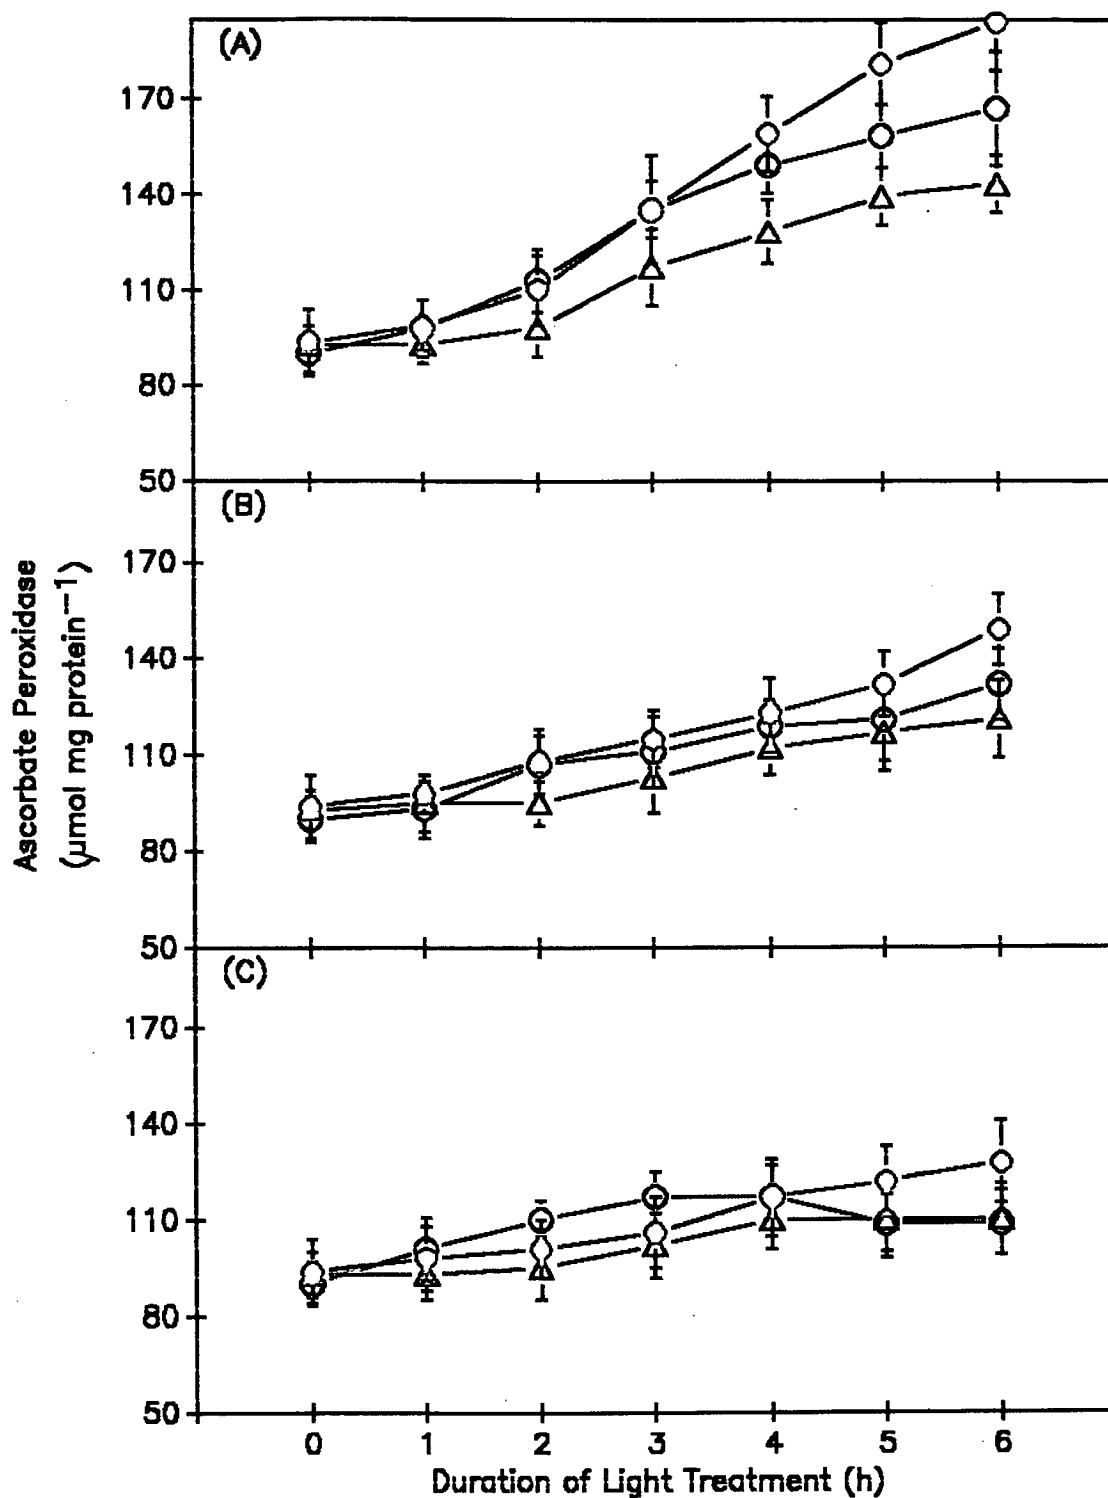 (A)
170
140
110
80
50
(B)
170
140
110
80
50
(C)
170
140
110
80
50
Ascorbate Peroxidase
(μmol mg protein−1)
0 1 2 3 4 5 6
Duration of Light Treatment (h)